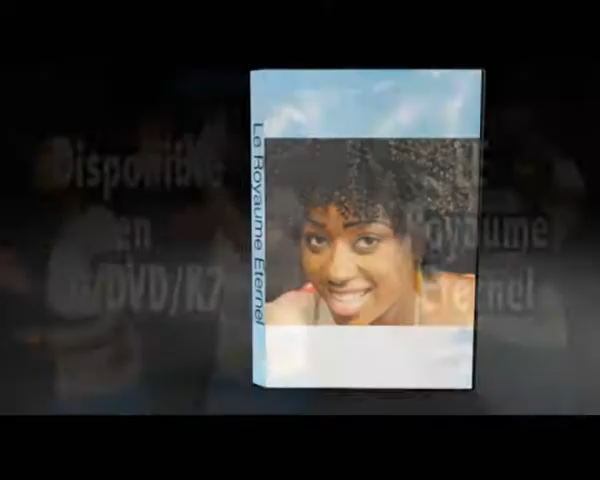 Disponible
en
/DVD/K7
Le Royaume Eternel
Royaume
Eternel